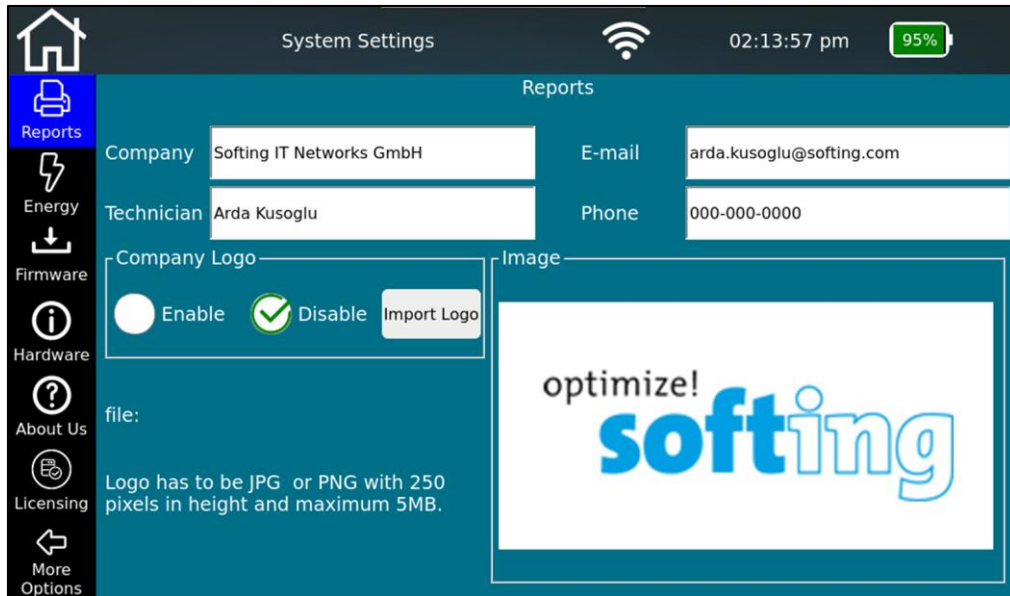 System Settings
02:13:57 pm
95%
Reports
Energy
Firmware
Hardware
About Us
Licensing
More
Options
Reports
Company
Softing IT Networks GmbH
E-mail
arda.kusoglu@softing.com
Technician
Arda Kusoglu
Phone
000-000-0000
Company Logo
Enable
Disable
Import Logo
file:
Logo has to be JPG  or PNG with 250
pixels in height and maximum 5MB.
Image
optimize!
softing